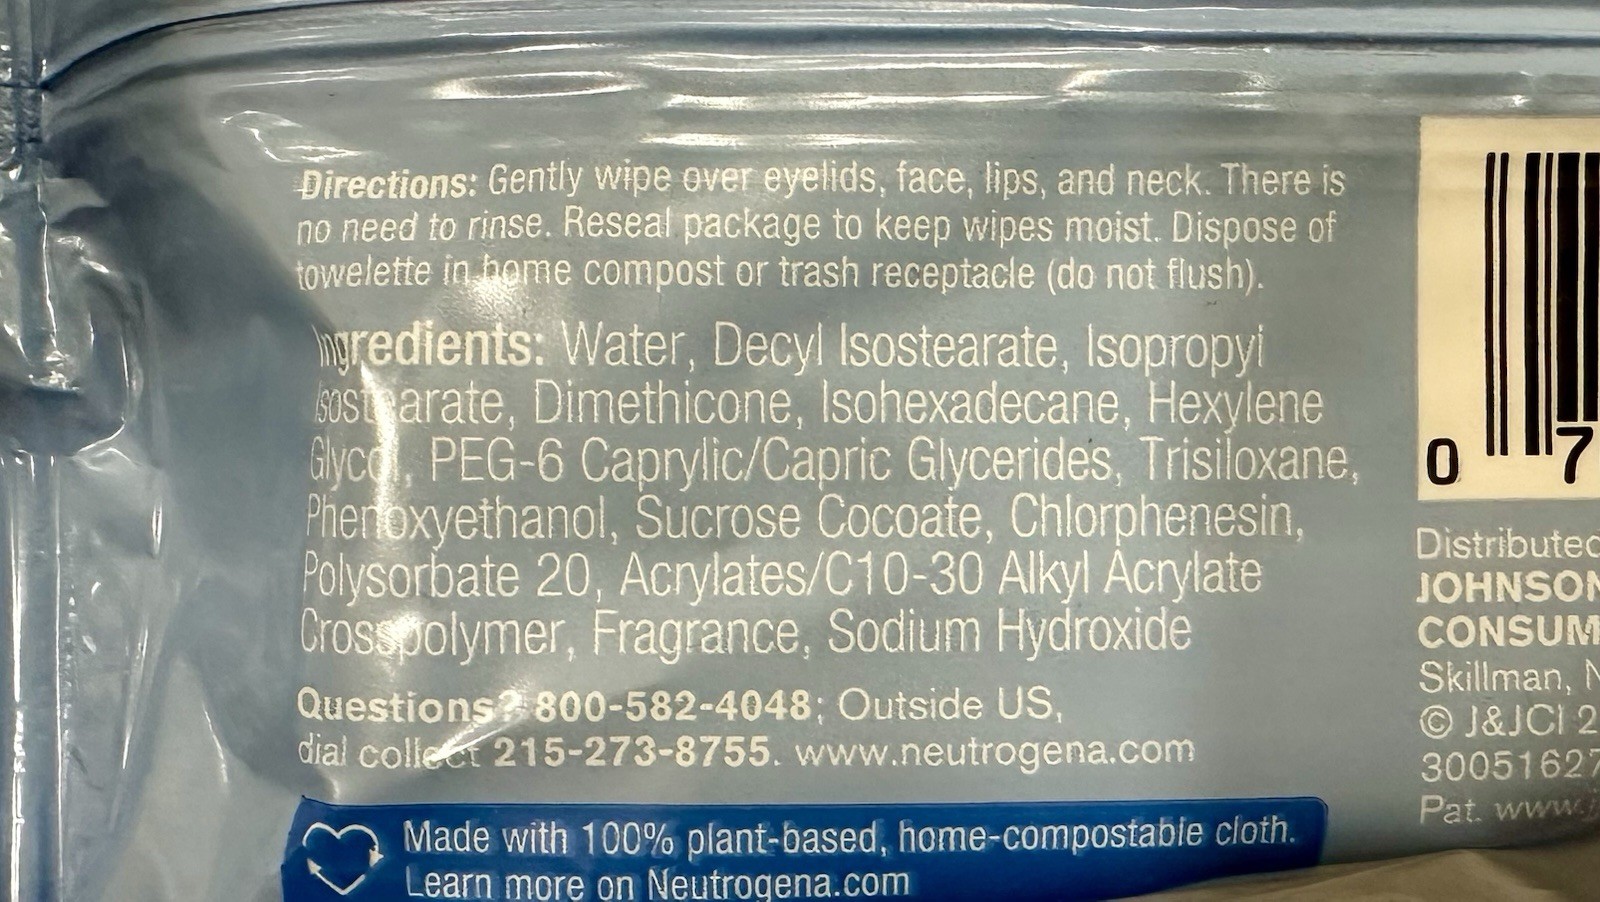 Directions: Gently wipe over eyelids, face, lips, and neck. There is
no need to rinse. Reseal package to keep wipes moist. Dispose of
towelette in home compost or trash receptacle (do not flush).
Ingredients: Water, Decyl Isostearate, Isopropyl
Isostearate, Dimethicone, Isohexadecane, Hexylene
Glycol, PEG-6 Caprylic/Capric Glycerides, Trisiloxane,
Phenoxyethanol, Sucrose Cocoate, Chlorphenesin,
Polysorbate 20, Acrylates/C10-30 Alkyl Acrylate
Crosspolymer, Fragrance, Sodium Hydroxide
Questions? 800-582-4048; Outside US,
dial collect 215-273-8755. www.neutrogena.com
Made with 100% plant-based, home-compostable cloth.
Learn more on Neutrogena.com
0 7
Distributed
JOHNSON
CONSUM
Skillman, N
© J&JCI 2
30051627
Pat. www.j